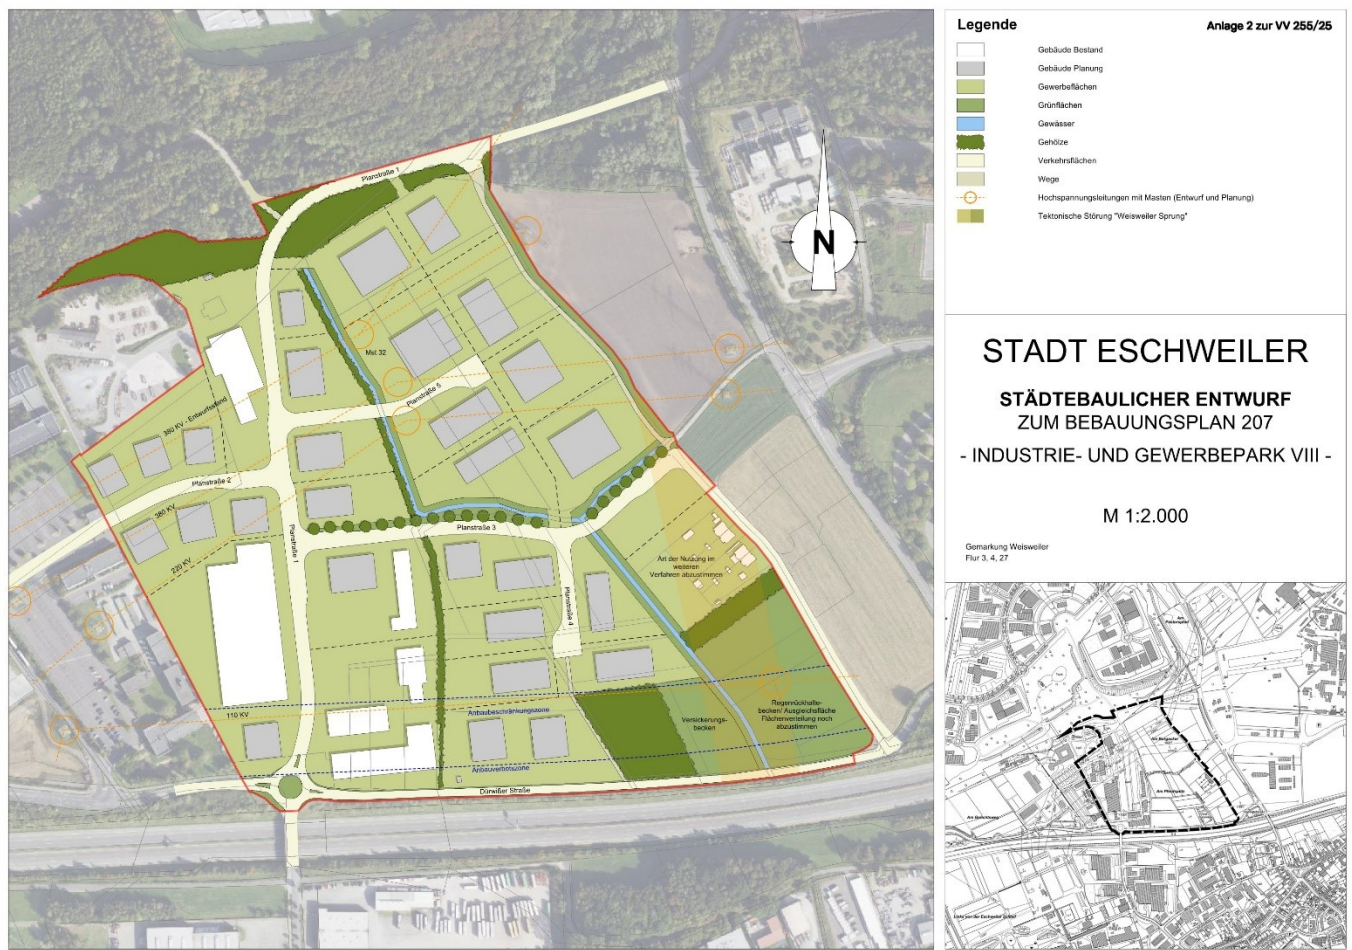 Legende
Anlage 2 zur VV 255/25
Gebäude Bestand
Gebäude Planung
Gewerbeflächen
Grünflächen
Gewässer
Gehölze
Verkehrsflächen
Wege
Hochspannungsleitungen mit Masten (Entwurf und Planung)
Tektonische Störung "Weisweiler Sprung"
N
STADT ESCHWEILER
STÄDTEBAULICHER ENTWURF
ZUM BEBAUUNGSPLAN 207
- INDUSTRIE- UND GEWERBEPARK VIII -
M 1:2.000
Gemarkung Weisweiler
Flur 3, 4, 27
Planstraße 1
Mst 32
Planstraße 5
380 KV - Entwurfsstand
Planstraße 2
380 KV
220 KV
Planstraße 1
Planstraße 3
Art der Nutzung im
weiteren
Verfahren abzustimmen
Planstraße 4
110 KV
Anbaubeschränkungszone
Versickerungs-
becken
Regenrückhalte-
becken/ Ausgleichsfläche
Flächenverteilung noch
abzustimmen
Anbauverbotszone
Dürwißer Straße